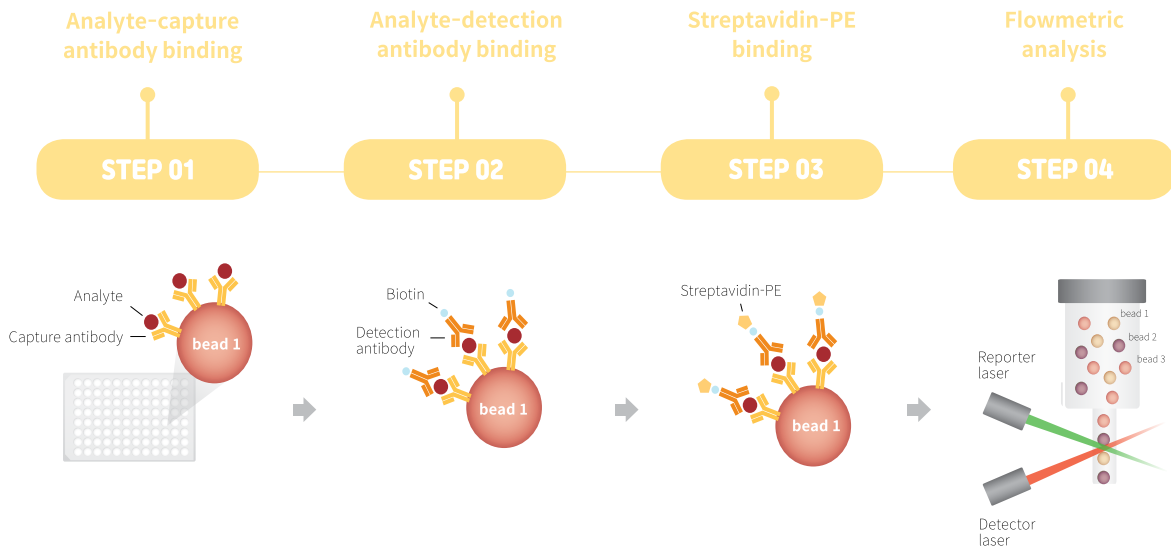 Analyte-capture
antibody binding
Analyte-detection
antibody binding
Streptavidin-PE
binding
Flowmetric
analysis
STEP 01
STEP 02
STEP 03
STEP 04
Analyte
Capture antibody
bead 1
Biotin
Detection
antibody
bead 1
Streptavidin-PE
bead 1
bead 1
bead 2
bead 3
Reporter
laser
Detector
laser